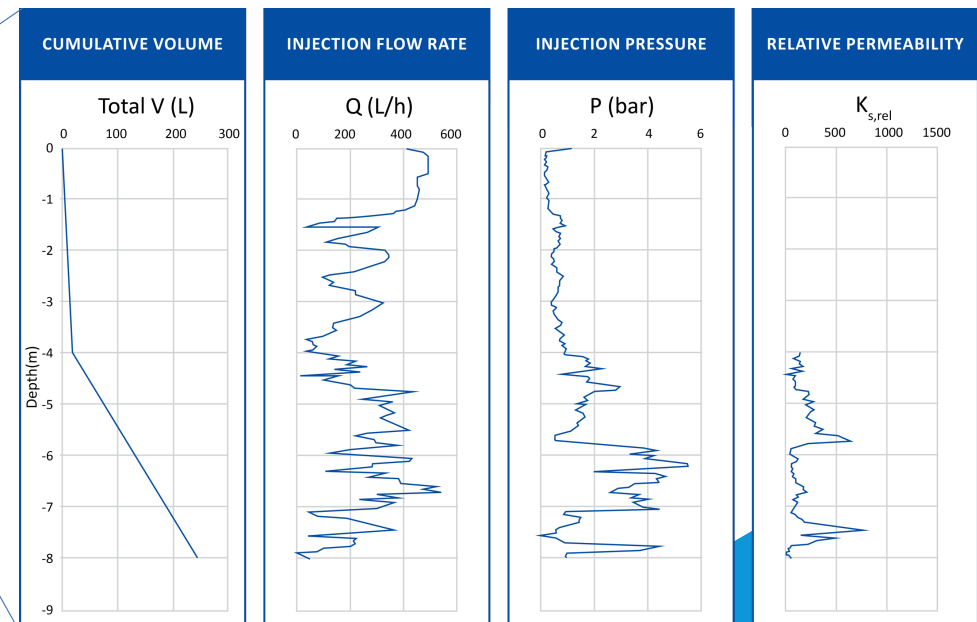 CUMULATIVE VOLUME
Total V (L)
0 100 200 300
0
-1
-2
-3
-4
-5
-6
-7
-8
-9
Depth(m)
INJECTION FLOW RATE
Q (L/h)
0 200 400 600
INJECTION PRESSURE
P (bar)
0 2 4 6
RELATIVE PERMEABILITY
Ks,rel
0 500 1000 1500